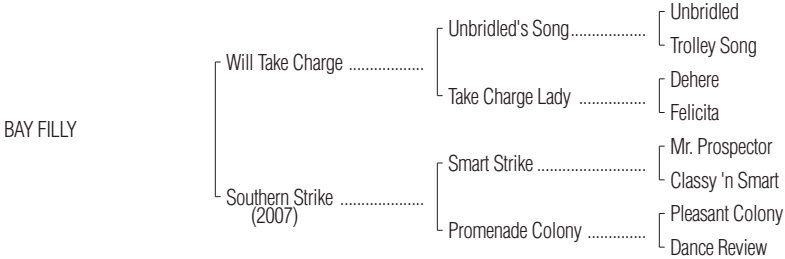 Unbridled
Unbridled's Song..................
Trolley Song
Will Take Charge ..................
Dehere
Take Charge Lady ................
Felicita
BAY FILLY
Mr. Prospector
Smart Strike ..........................
Classy 'n Smart
Southern Strike ....................
(2007)
Pleasant Colony
Promenade Colony ..............
Dance Review